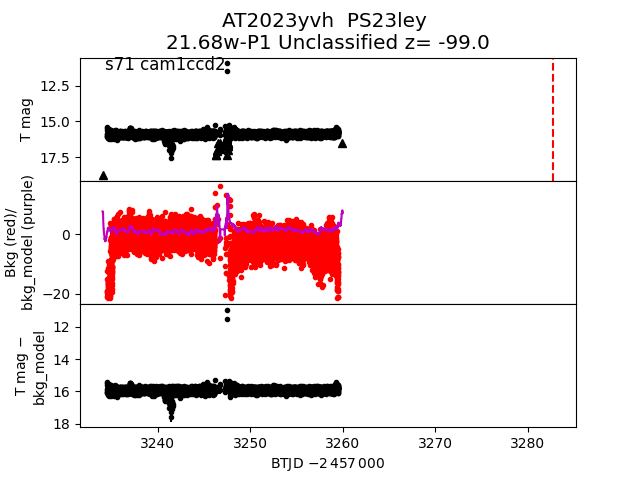 AT2023yvh  PS23ley
21.68w-P1 Unclassified z= -99.0
s71 cam1ccd2
12.5
15.0
17.5
T mag
0
−20
Bkg (red)/
bkg_model (purple)
12
14
16
18
T mag −
bkg_model
3240 3250 3260 3270 3280
BTJD −2 457 000